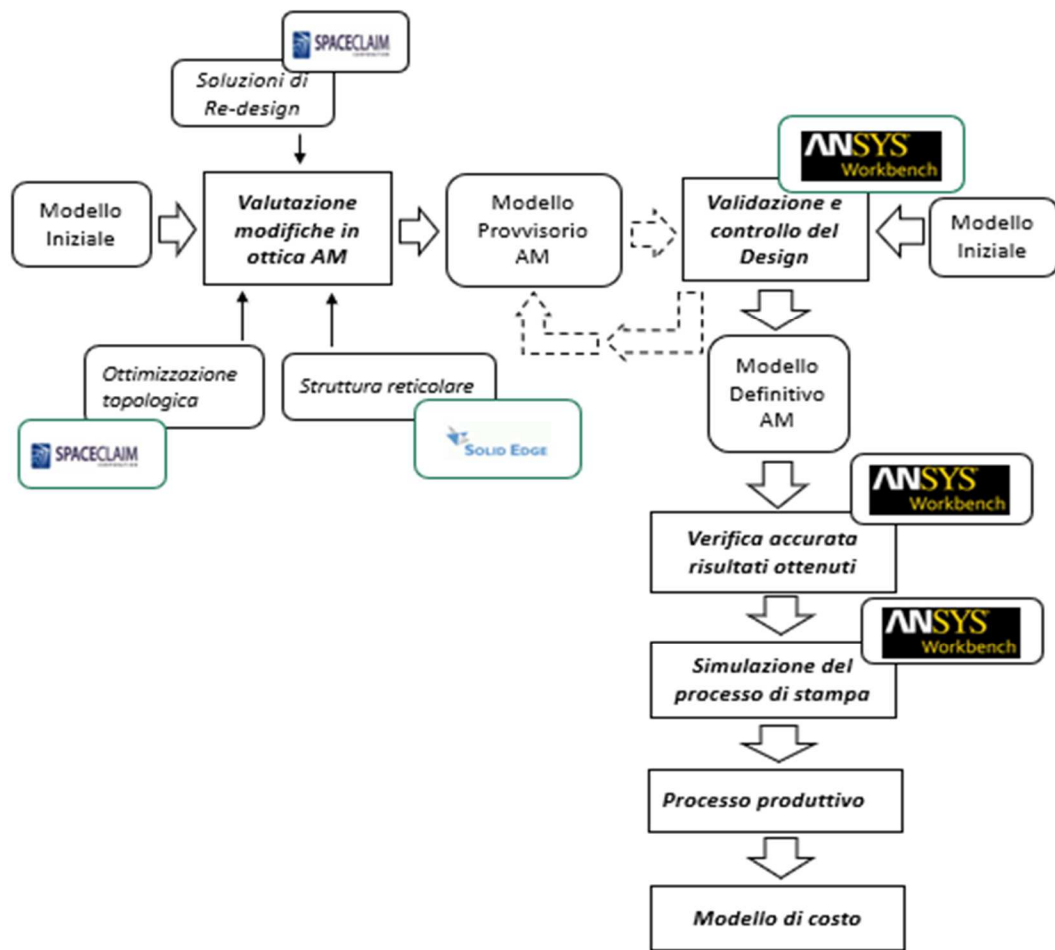 SPACECLAIM
CORPORATION
Soluzioni di
Re-design
ANSYS®
Workbench
Modello
Iniziale
Valutazione
modifiche in
ottica AM
Modello
Provvisorio
AM
Validazione e
controllo del
Design
Modello
Iniziale
Ottimizzazione
topologica
SPACECLAIM
CORPORATION
Struttura reticolare
SOLID EDGE
Modello
Definitivo
AM
ANSYS®
Workbench
Verifica accurata
risultati ottenuti
ANSYS®
Workbench
Simulazione del
processo di stampa
Processo produttivo
Modello di costo